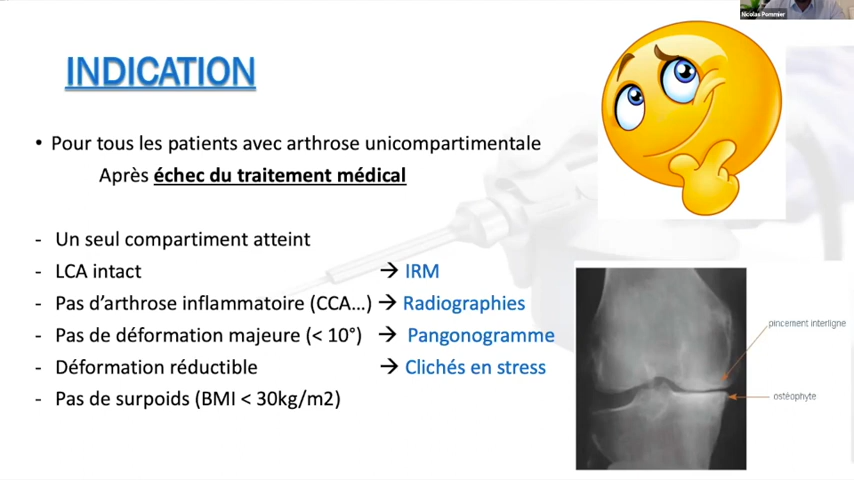 Nicolas Pommier
INDICATION
• Pour tous les patients avec arthrose unicompartimentale
Après échec du traitement médical
- Un seul compartiment atteint
- LCA intact → IRM
- Pas d’arthrose inflammatoire (CCA…) → Radiographies
- Pas de déformation majeure (< 10°) → Pangonogramme
- Déformation réductible → Clichés en stress
- Pas de surpoids (BMI < 30kg/m2)
pincement interligne
ostéophyte